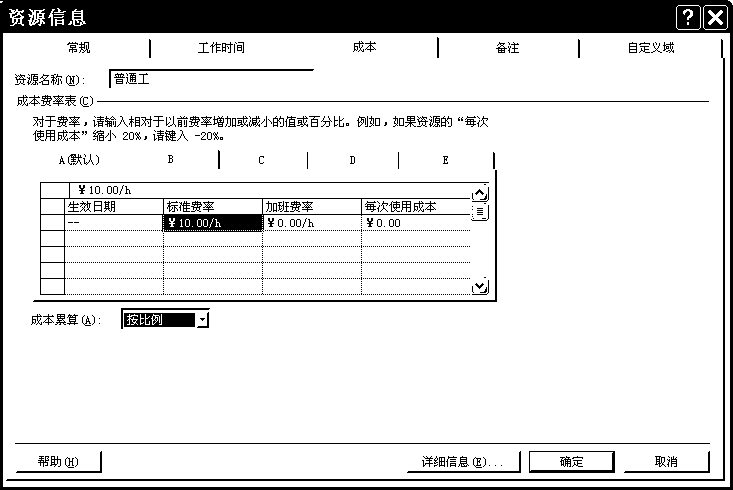 资源信息
常规 工作时间 成本 备注 自定义域
资源名称(N): 普通工
成本费率表(C)
对于费率,请输入相对于以前费率增加或减小的值或百分比。例如,如果资源的“每次
使用成本”缩小 20%,请键入 -20%。
A(默认) B C D E
¥10.00/h
生效日期 标准费率 加班费率 每次使用成本
-- ¥10.00/h ¥0.00/h ¥0.00
成本累算(A): 按比例
帮助(H) 详细信息(E)... 确定 取消